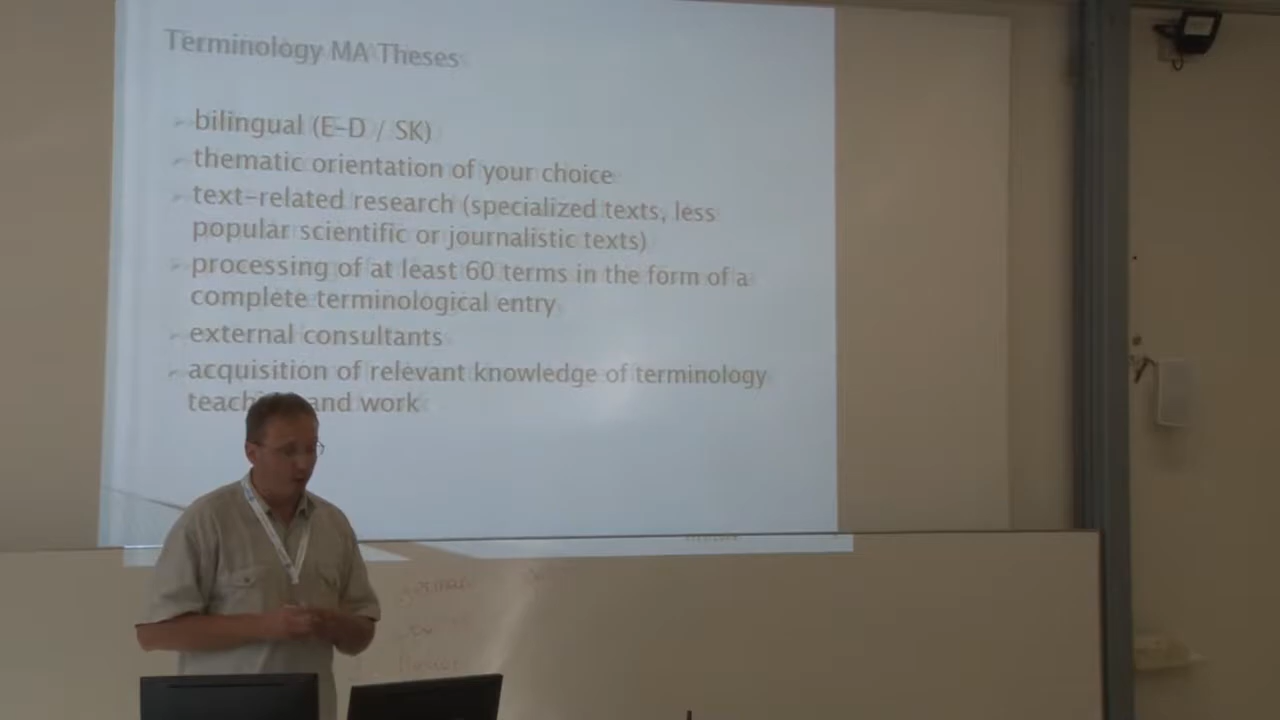 Terminology MA Theses
bilingual (E-D / SK)
thematic orientation of your choice
text-related research (specialized texts, less
popular scientific or journalistic texts)
processing of at least 60 terms in the form of a
complete terminological entry
external consultants
acquisition of relevant knowledge of terminology
and work